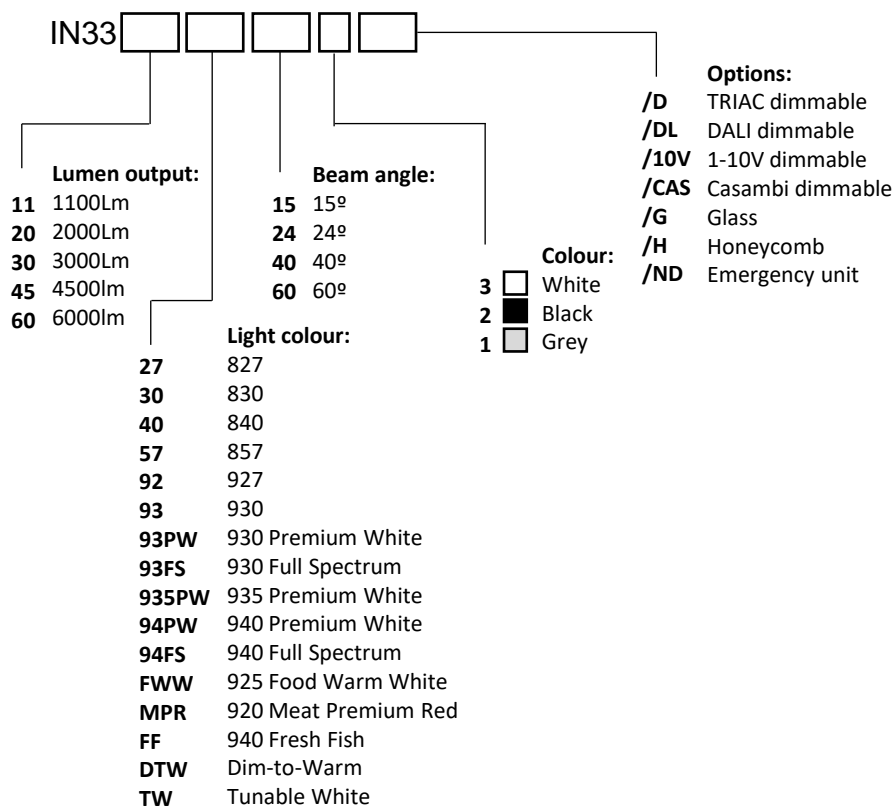 IN33
Options:
/D TRIAC dimmable
/DL DALI dimmable
/10V 1-10V dimmable
/CAS Casambi dimmable
/G Glass
/H Honeycomb
/ND Emergency unit
Lumen output:
11 1100Lm
20 2000Lm
30 3000Lm
45 4500lm
60 6000lm
Beam angle:
15 15º
24 24º
40 40º
60 60º
Colour:
3 White
2 Black
1 Grey
Light colour:
27 827
30 830
40 840
57 857
92 927
93 930
93PW 930 Premium White
93FS 930 Full Spectrum
935PW 935 Premium White
94PW 940 Premium White
94FS 940 Full Spectrum
FWW 925 Food Warm White
MPR 920 Meat Premium Red
FF 940 Fresh Fish
DTW Dim-to-Warm
TW Tunable White